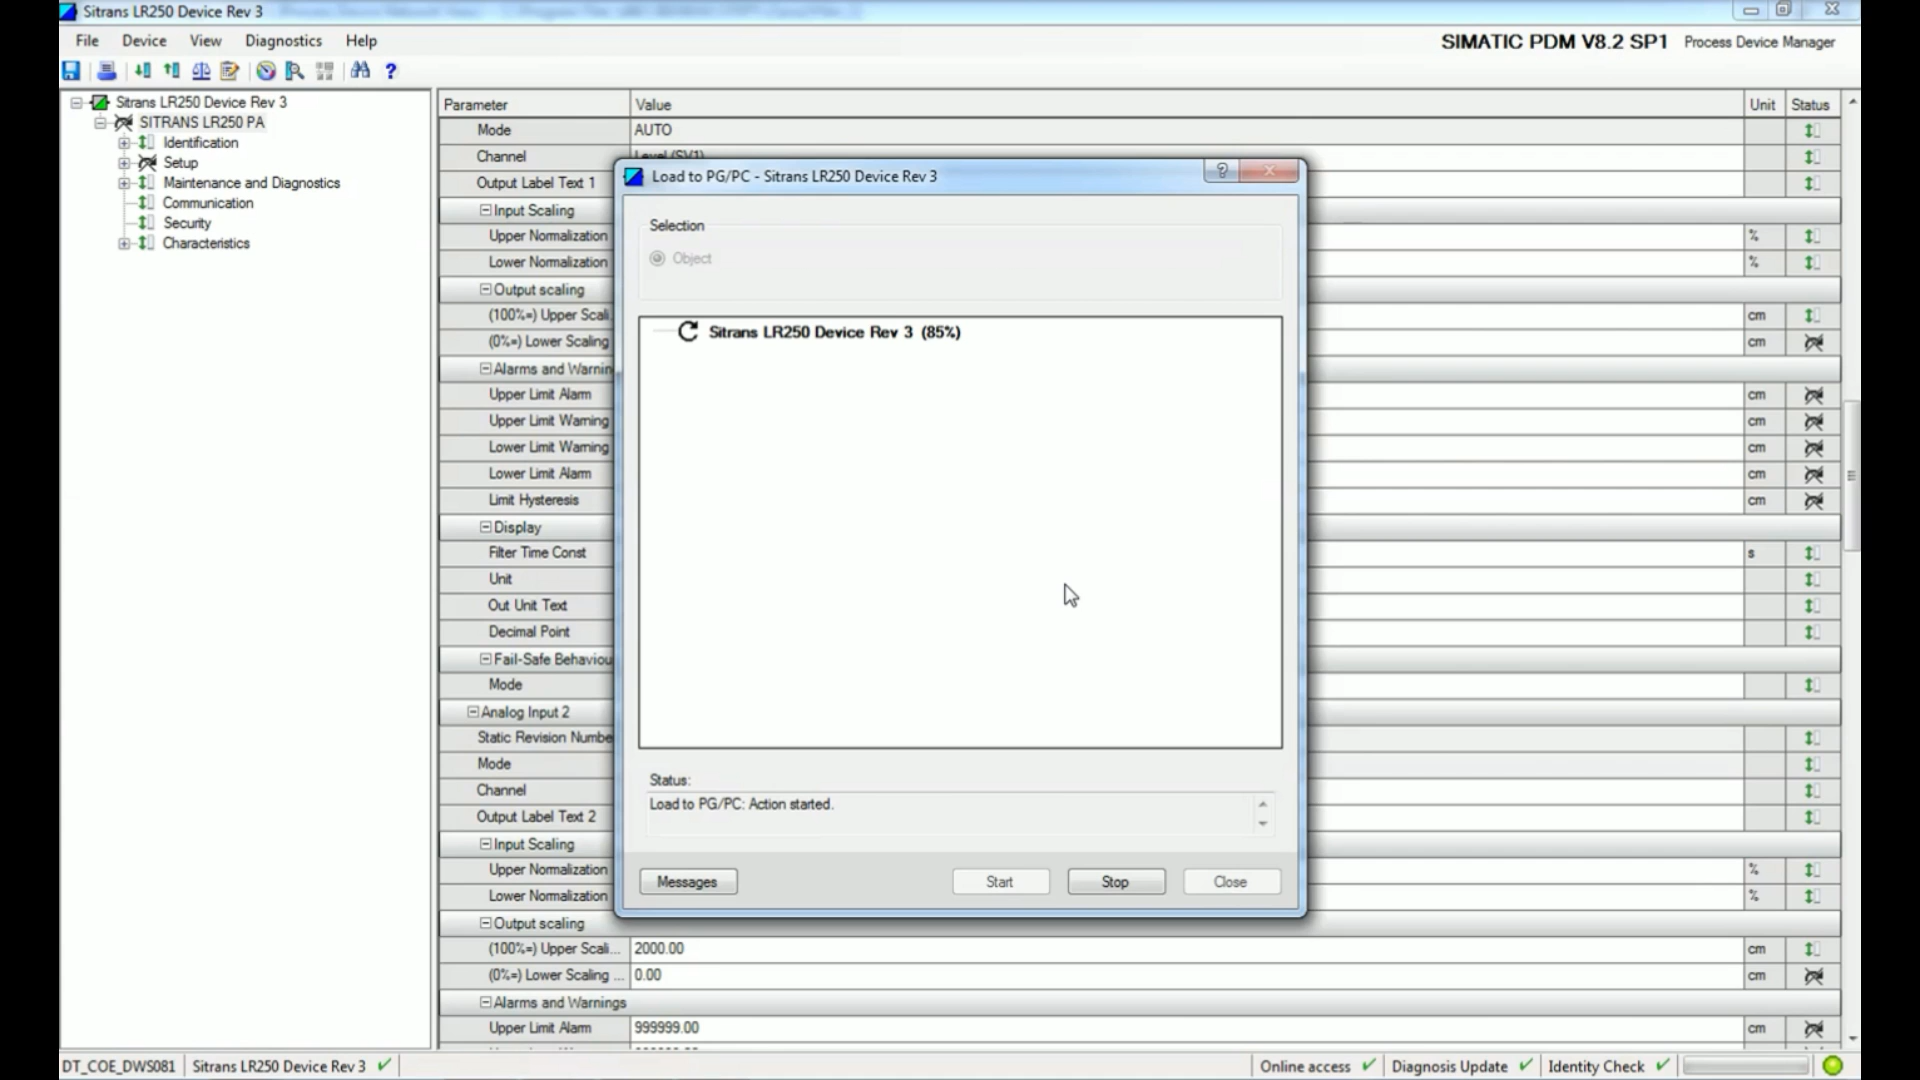 Sitrans LR250 Device Rev 3
File Device View Diagnostics Help
SIMATIC PDM V8.2 SP1 Process Device Manager
Sitrans LR250 Device Rev 3
SITRANS LR250 PA
Identification
Setup
Maintenance and Diagnostics
Communication
Security
Characteristics
Parameter Value Unit Status
Mode AUTO
Channel Level (SV1)
Output Label Text 1
Input Scaling
Upper Normalization %
Lower Normalization %
Output scaling
(100%=) Upper Scali cm
(0%=) Lower Scaling cm
Alarms and Warnin
Upper Limit Alarm cm
Upper Limit Warning cm
Lower Limit Warning cm
Lower Limit Alarm cm
Limit Hysteresis cm
Display
Filter Time Const s
Unit
Out Unit Text
Decimal Point
Fail-Safe Behaviou
Mode
Analog Input 2
Static Revision Numbe
Mode
Channel
Output Label Text 2
Input Scaling
Upper Normalization %
Lower Normalization %
Output scaling
(100%=) Upper Scali... 2000.00 cm
(0%=) Lower Scaling ... 0.00 cm
Alarms and Warnings
Upper Limit Alarm 999999.00 cm
Load to PG/PC - Sitrans LR250 Device Rev 3
Selection
Object
Sitrans LR250 Device Rev 3 (85%)
Status:
Load to PG/PC: Action started.
Messages Start Stop Close
DT_COE_DWS081 Sitrans LR250 Device Rev 3 Online access Diagnosis Update Identity Check